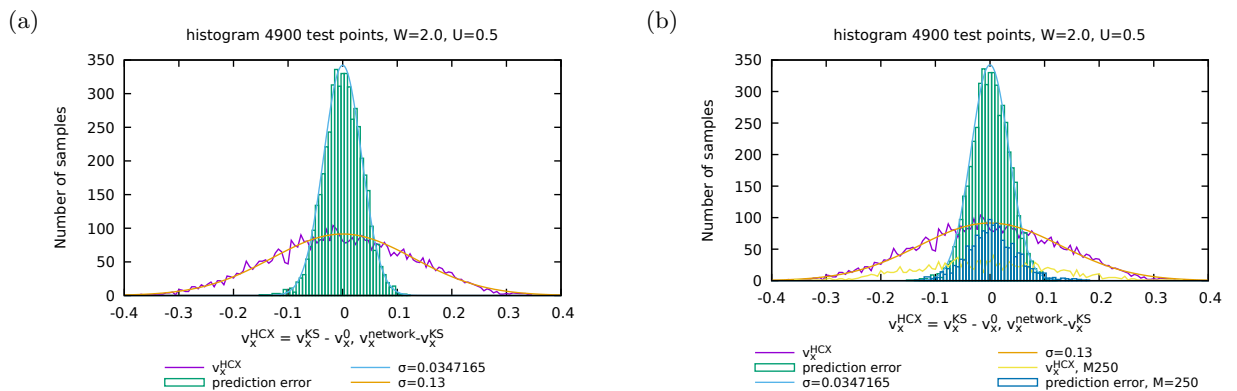 (a)
histogram 4900 test points, W=2.0, U=0.5
Number of samples
350
300
250
200
150
100
50
0
-0.4 -0.3 -0.2 -0.1 0 0.1 0.2 0.3 0.4
v_x^HCX = v_x^KS - v_x^0, v_x^network-v_x^KS
v_x^HCX
prediction error
σ=0.0347165
σ=0.13
(b)
histogram 4900 test points, W=2.0, U=0.5
Number of samples
350
300
250
200
150
100
50
0
-0.4 -0.3 -0.2 -0.1 0 0.1 0.2 0.3 0.4
v_x^HCX = v_x^KS - v_x^0, v_x^network-v_x^KS
v_x^HCX
prediction error
σ=0.0347165
σ=0.13
v_x^HCX, M250
prediction error, M=250